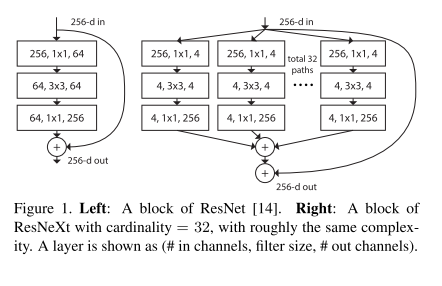 256-d in
256, 1x1, 64
64, 3x3, 64
64, 1x1, 256
+
256-d out
256-d in
256, 1x1, 4
256, 1x1, 4
total 32
paths
256, 1x1, 4
4, 3x3, 4
4, 3x3, 4
....
4, 3x3, 4
4, 1x1, 256
4, 1x1, 256
4, 1x1, 256
+
+
256-d out
Figure 1. Left: A block of ResNet [14]. Right: A block of
ResNeXt with cardinality = 32, with roughly the same complex-
ity. A layer is shown as (# in channels, filter size, # out channels).